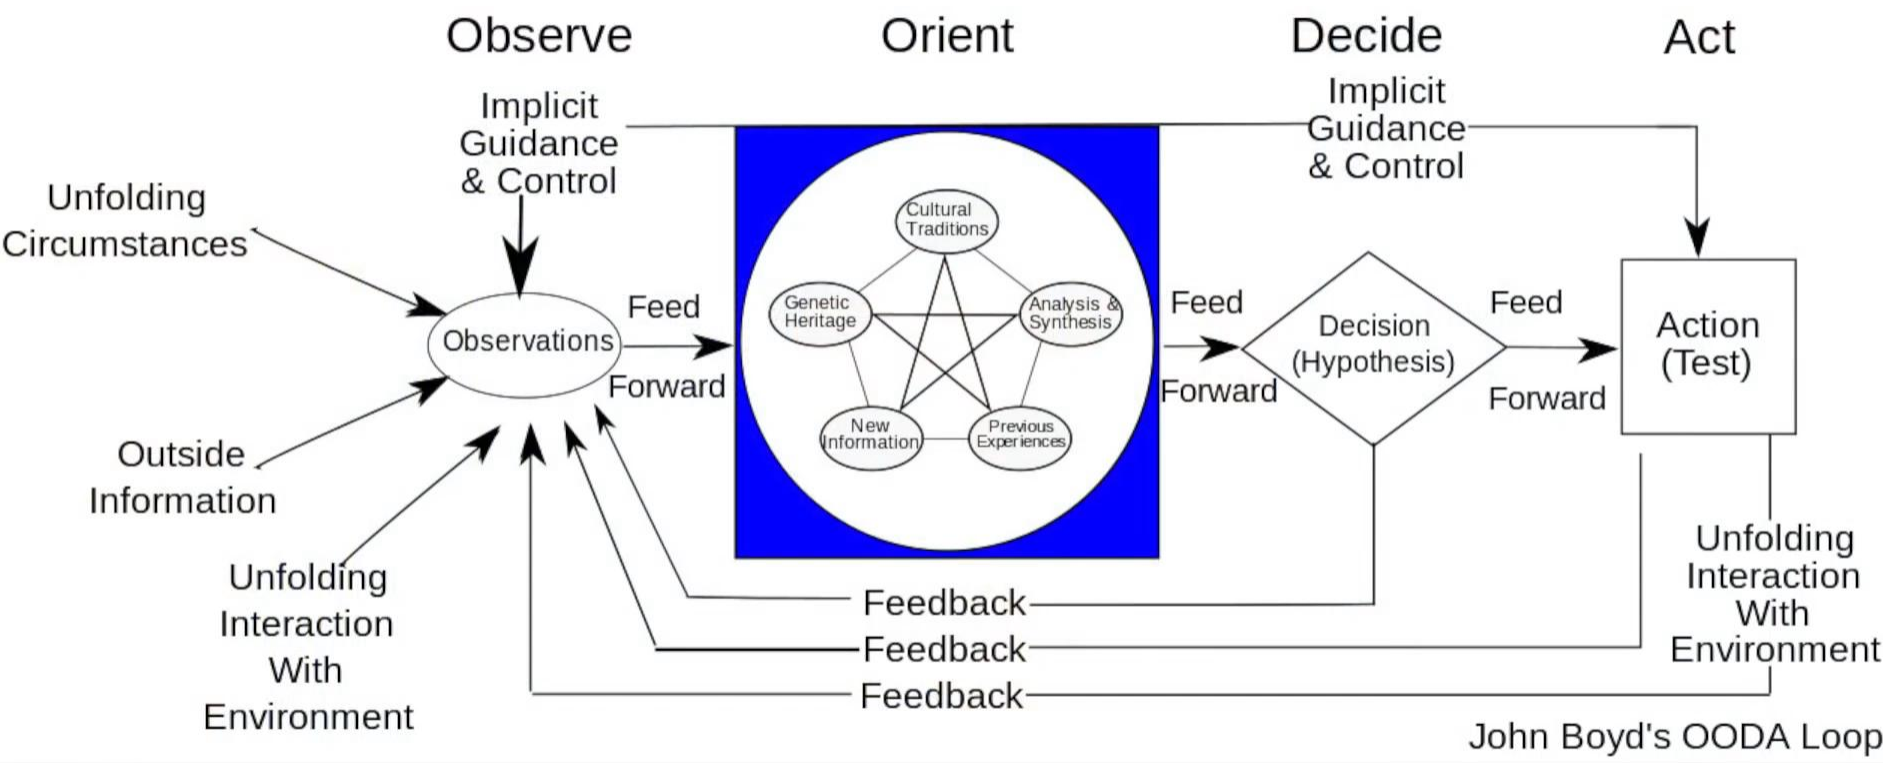 Observe
Orient
Decide
Act
Implicit
Guidance
& Control
Implicit
Guidance
& Control
Unfolding
Circumstances
Outside
Information
Unfolding
Interaction
With
Environment
Observations
Feed
Forward
Cultural
Traditions
Genetic
Heritage
Analysis &
Synthesis
New
Information
Previous
Experiences
Feed
Forward
Decision
(Hypothesis)
Feed
Forward
Action
(Test)
Unfolding
Interaction
With
Environment
Feedback
Feedback
Feedback
John Boyd's OODA Loop